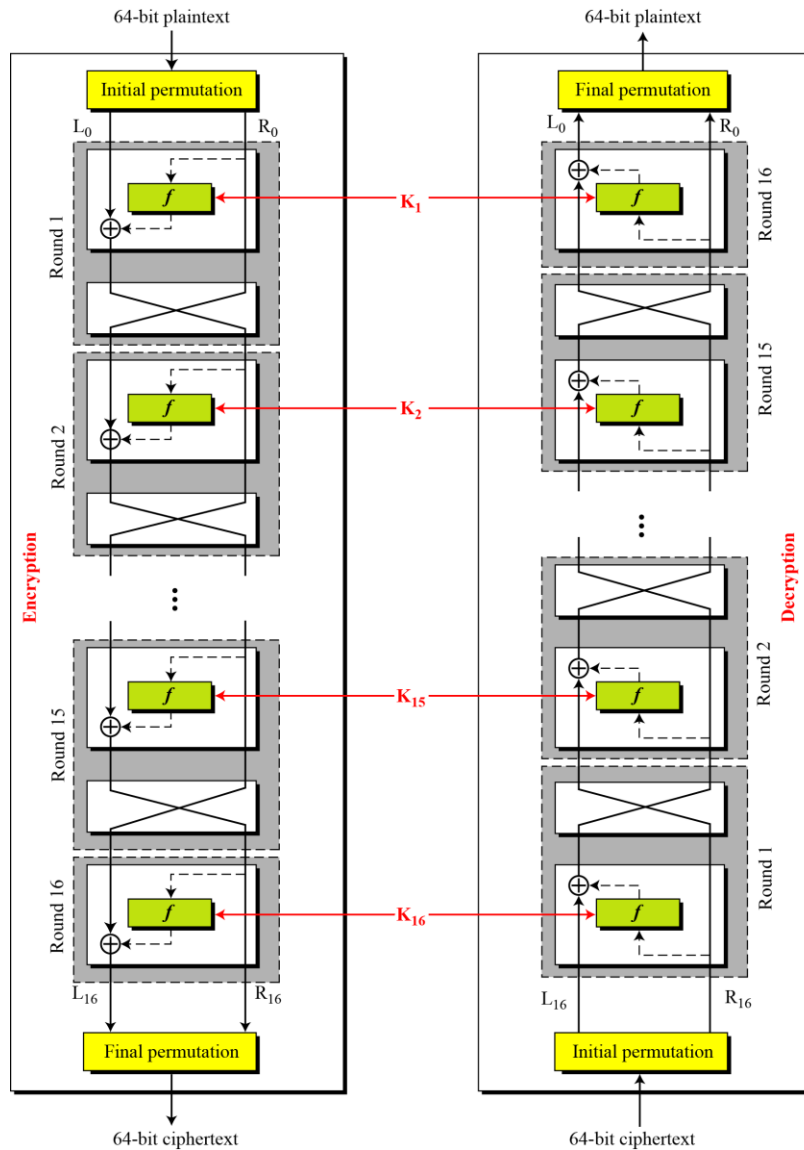 64-bit plaintext
Initial permutation
L0
R0
Round 1
f
K1
Round 2
f
K2
Encryption
Round 15
f
K15
Round 16
f
K16
L16
R16
Final permutation
64-bit ciphertext
64-bit plaintext
Final permutation
L0
R0
f
Round 16
f
Round 15
Decryption
f
Round 2
f
Round 1
L16
R16
Initial permutation
64-bit ciphertext